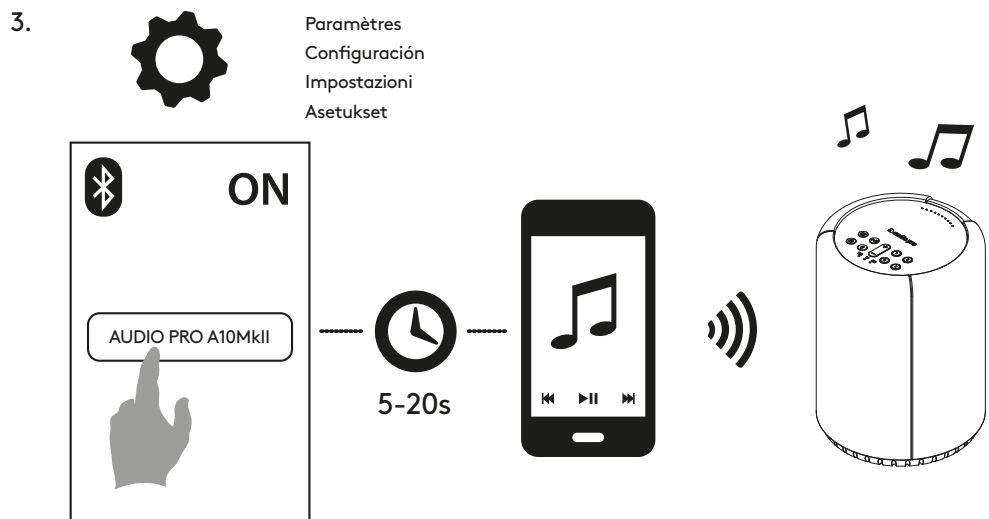 3.
Paramètres
Configuración
Impostazioni
Asetukset
ON
AUDIO PRO A10MkII
5-20s